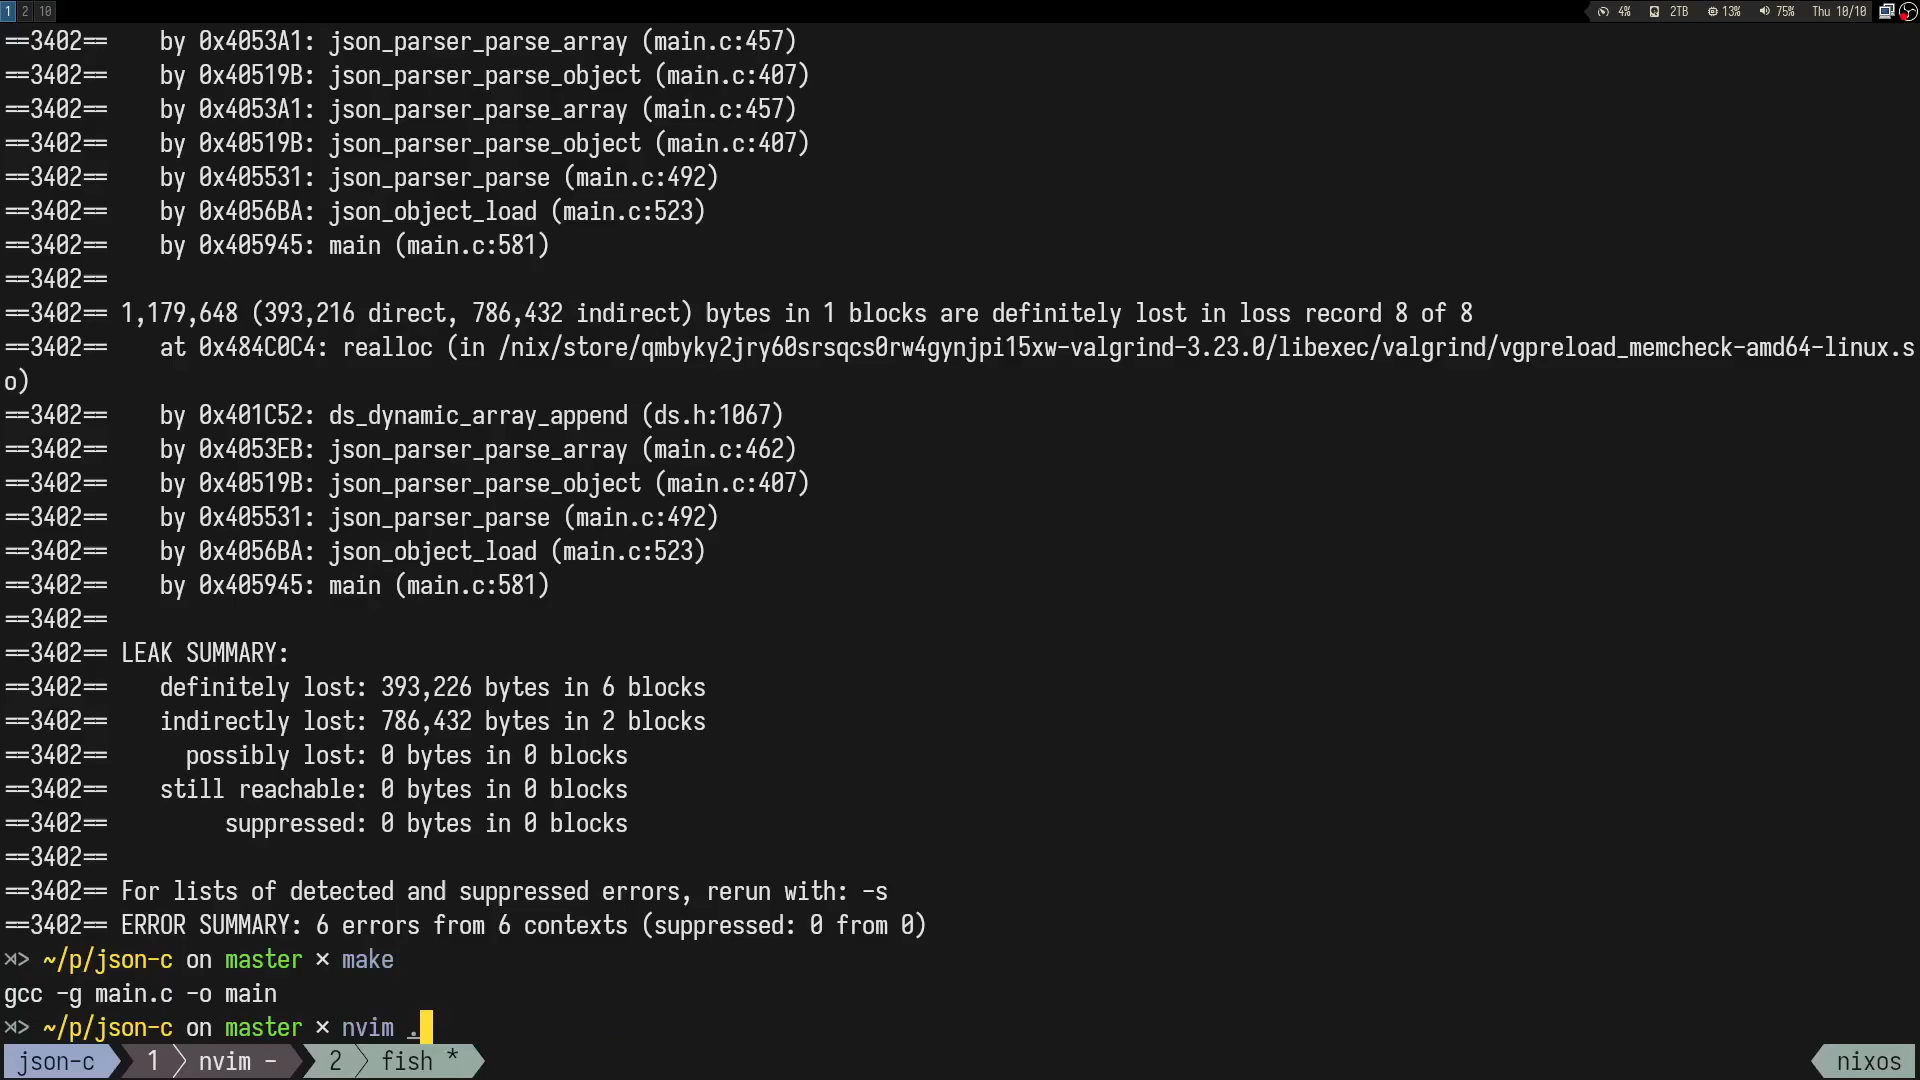 1 2 10 4% 2TB 13% 75% Thu 10/10
==3402==    by 0x4053A1: json_parser_parse_array (main.c:457)
==3402==    by 0x40519B: json_parser_parse_object (main.c:407)
==3402==    by 0x4053A1: json_parser_parse_array (main.c:457)
==3402==    by 0x40519B: json_parser_parse_object (main.c:407)
==3402==    by 0x405531: json_parser_parse (main.c:492)
==3402==    by 0x4056BA: json_object_load (main.c:523)
==3402==    by 0x405945: main (main.c:581)
==3402==
==3402== 1,179,648 (393,216 direct, 786,432 indirect) bytes in 1 blocks are definitely lost in loss record 8 of 8
==3402==    at 0x484C0C4: realloc (in /nix/store/qmbyky2jry60srsqcs0rw4gynjpi15xw-valgrind-3.23.0/libexec/valgrind/vgpreload_memcheck-amd64-linux.s
o)
==3402==    by 0x401C52: ds_dynamic_array_append (ds.h:1067)
==3402==    by 0x4053EB: json_parser_parse_array (main.c:462)
==3402==    by 0x40519B: json_parser_parse_object (main.c:407)
==3402==    by 0x405531: json_parser_parse (main.c:492)
==3402==    by 0x4056BA: json_object_load (main.c:523)
==3402==    by 0x405945: main (main.c:581)
==3402==
==3402== LEAK SUMMARY:
==3402==    definitely lost: 393,226 bytes in 6 blocks
==3402==    indirectly lost: 786,432 bytes in 2 blocks
==3402==      possibly lost: 0 bytes in 0 blocks
==3402==    still reachable: 0 bytes in 0 blocks
==3402==         suppressed: 0 bytes in 0 blocks
==3402==
==3402== For lists of detected and suppressed errors, rerun with: -s
==3402== ERROR SUMMARY: 6 errors from 6 contexts (suppressed: 0 from 0)
⋊> ~/p/json-c on master × make
gcc -g main.c -o main
⋊> ~/p/json-c on master × nvim .
json-c 1 nvim - 2 fish * nixos